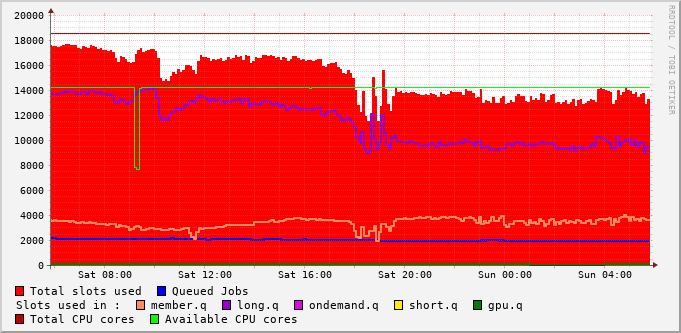 20000
18000
16000
14000
12000
10000
8000
6000
4000
2000
0
Sat 08:00 Sat 12:00 Sat 16:00 Sat 20:00 Sun 00:00 Sun 04:00
RRDTOOL / TOBI OETIKER
Total slots used Queued Jobs
Slots used in : member.q long.q ondemand.q short.q gpu.q
Total CPU cores Available CPU cores